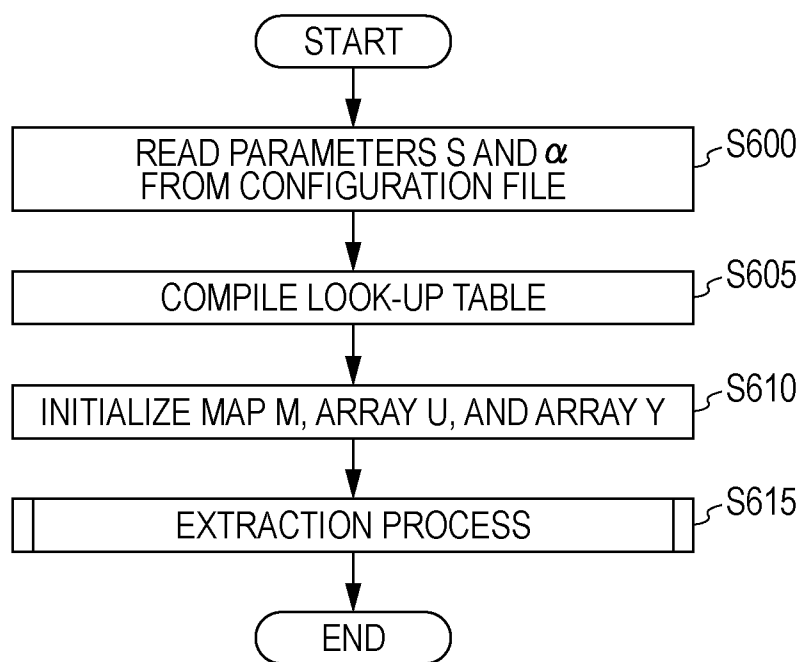 START
READ PARAMETERS S AND α
FROM CONFIGURATION FILE
S600
COMPILE LOOK-UP TABLE
S605
INITIALIZE MAP M, ARRAY U, AND ARRAY Y
S610
EXTRACTION PROCESS
S615
END